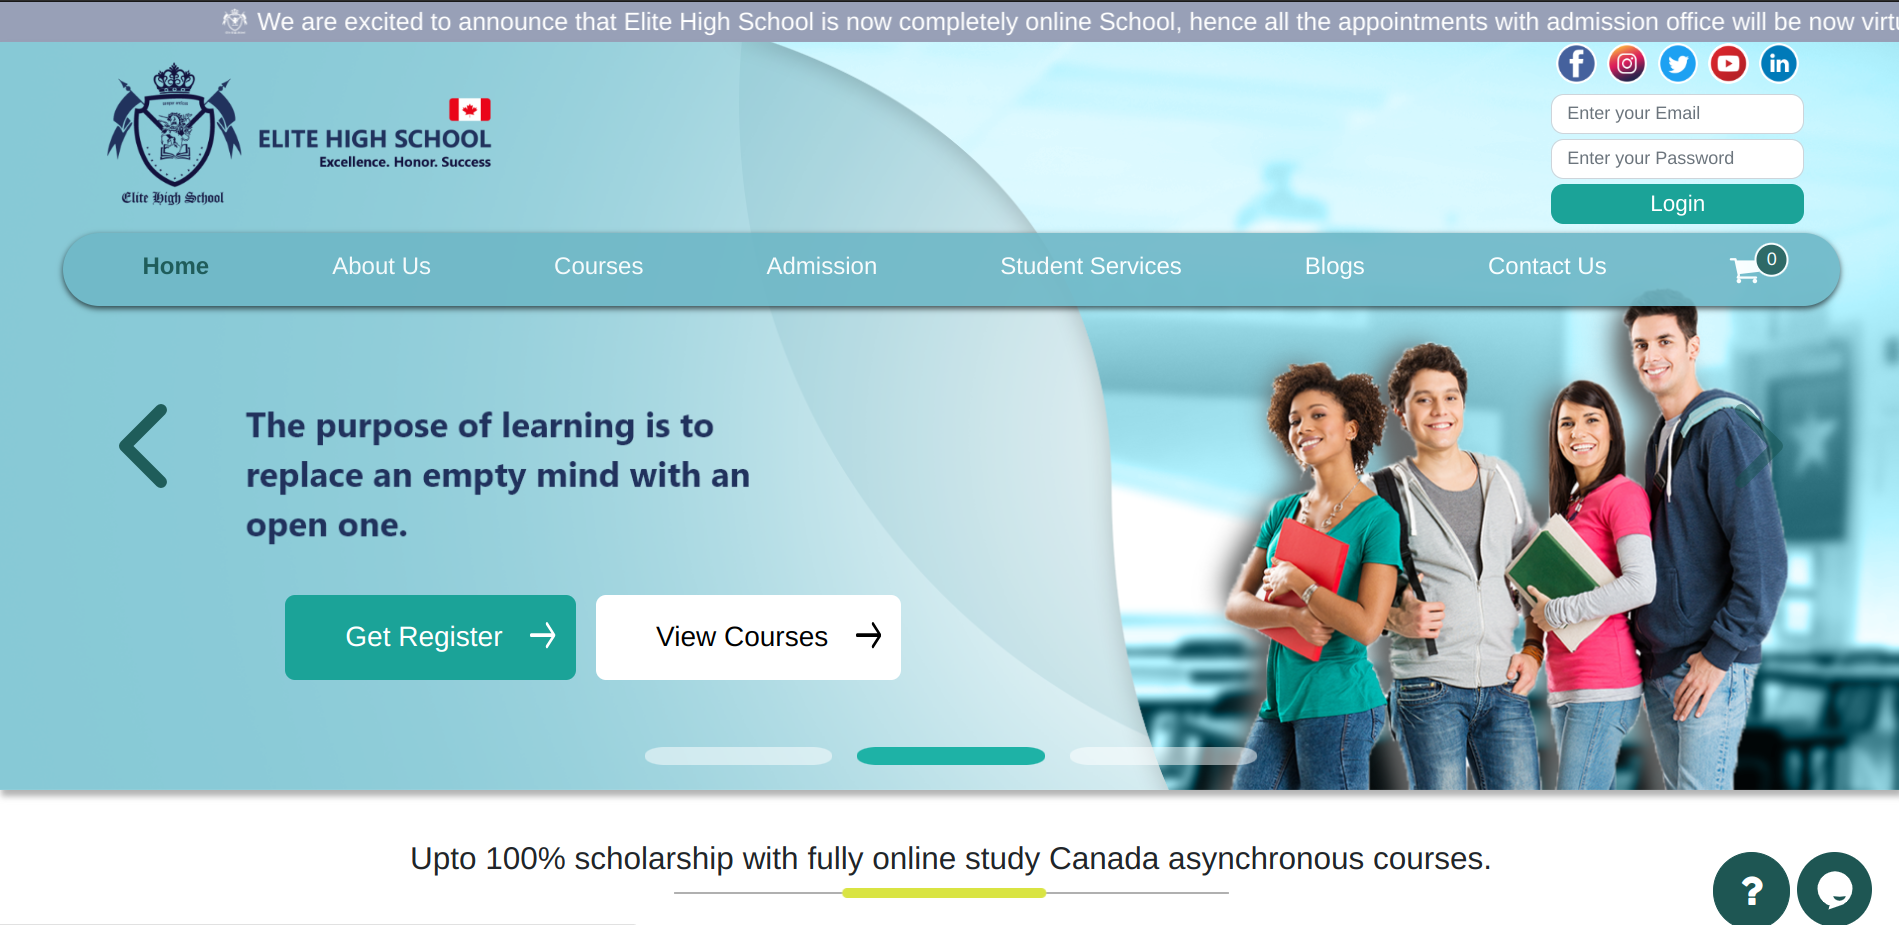 We are excited to announce that Elite High School is now completely online School, hence all the appointments with admission office will be now virtu
ELITE HIGH SCHOOL
Excellence. Honor. Success
Elite High School
Enter your Email
Enter your Password
Login
Home About Us Courses Admission Student Services Blogs Contact Us 0
The purpose of learning is to
replace an empty mind with an
open one.
Get Register View Courses
Upto 100% scholarship with fully online study Canada asynchronous courses.
?